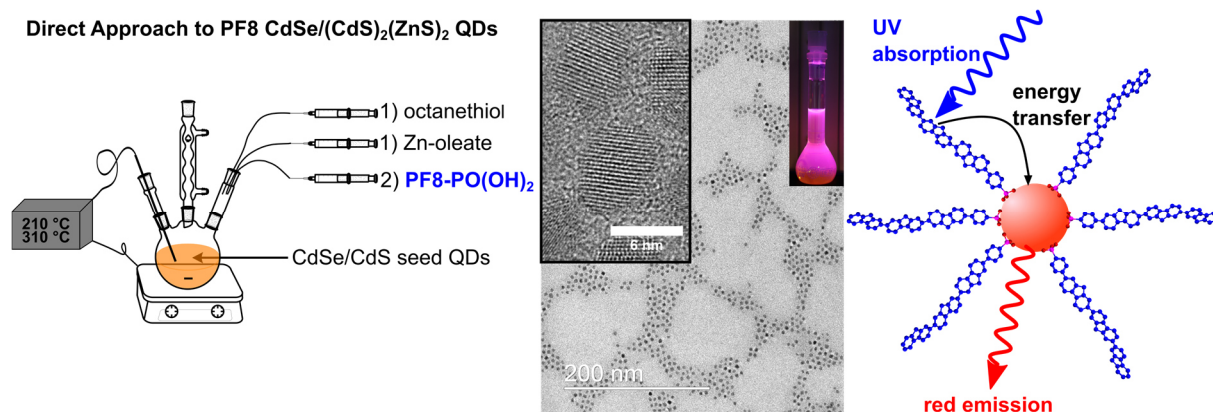 Direct Approach to PF8 CdSe/(CdS)₂(ZnS)₂ QDs
1) octanethiol
1) Zn-oleate
2) PF8-PO(OH)₂
210 °C
310 °C
CdSe/CdS seed QDs
6 nm
200 nm
UV
absorption
energy
transfer
red emission